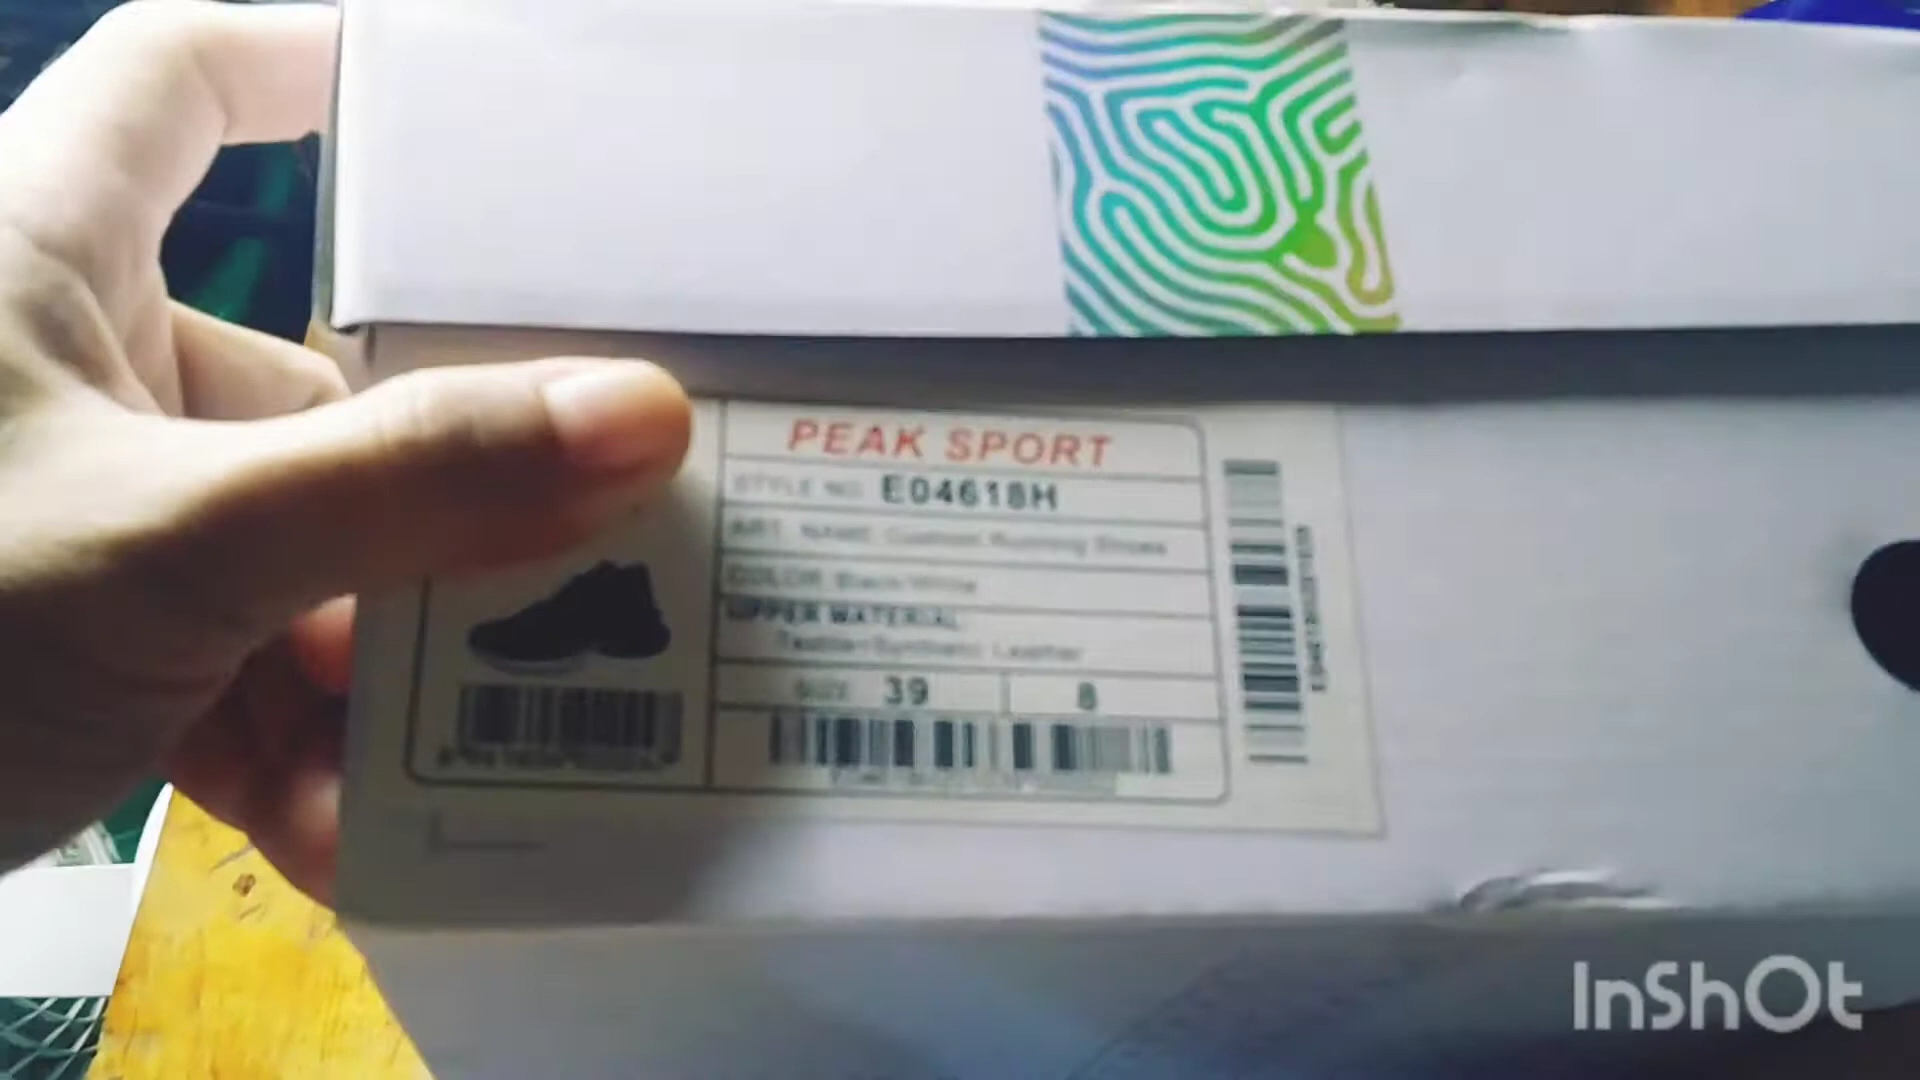 PEAK SPORT
STYLE NO. E04618H
ART. NAME: Cushion Running Shoes
COLOR: Black/White
UPPER MATERIAL:
Textile+Synthetic Leather
SIZE 39 8
InShOt